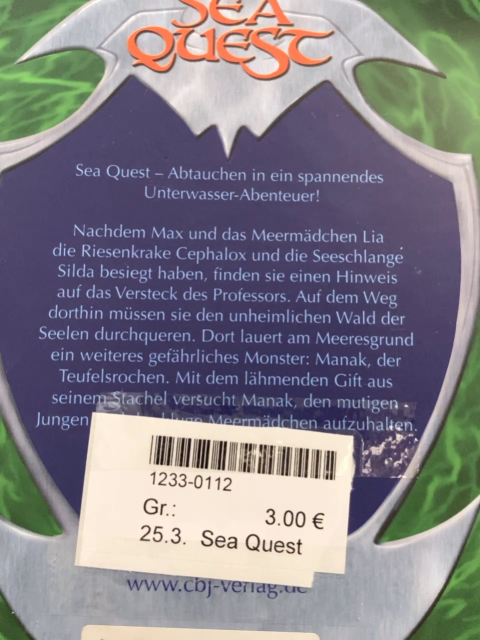 SEA
QUEST
Sea Quest – Abtauchen in ein spannendes
Unterwasser-Abenteuer!
Nachdem Max und das Meermädchen Lia
die Riesenkrake Cephalox und die Seeschlange
Silda besiegt haben, finden sie einen Hinweis
auf das Versteck des Professors. Auf dem Weg
dorthin müssen sie den unheimlichen Wald der
Seelen durchqueren. Dort lauert am Meeresgrund
ein weiteres gefährliches Monster: Manak, der
Teufelsrochen. Mit dem lähmenden Gift aus
seinem Stachel versucht Manak, den mutigen
Jungen Meermädchen aufzuhalten.
1233-0112
Gr.: 3.00 €
25.3. Sea Quest
www.cbj-verlag.de